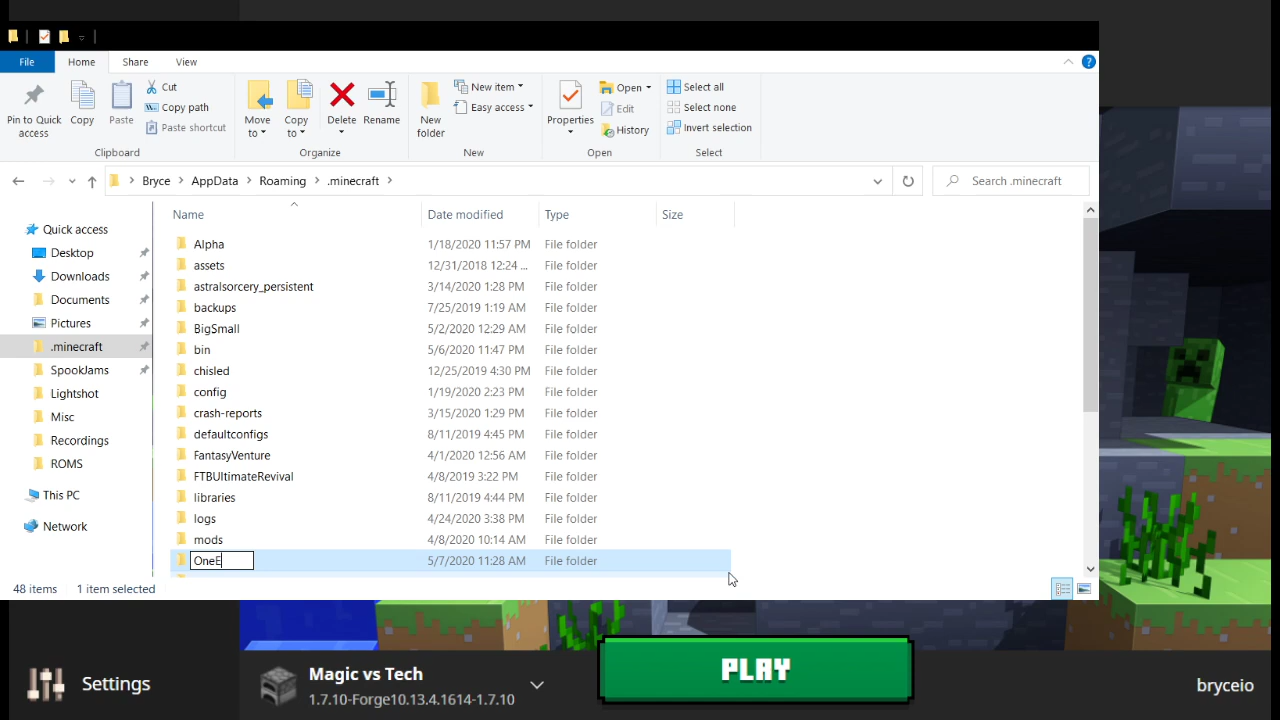 File Home Share View
Pin to Quick access
Copy
Paste
Cut
Copy path
Paste shortcut
Clipboard
Move to
Copy to
Delete
Rename
Organize
New folder
New item
Easy access
New
Properties
Open
Edit
History
Open
Select all
Select none
Invert selection
Select
Bryce > AppData > Roaming > .minecraft >
Search .minecraft
Quick access
Desktop
Downloads
Documents
Pictures
.minecraft
SpookJams
Lightshot
Misc
Recordings
ROMS
This PC
Network
Name Date modified Type Size
Alpha 1/18/2020 11:57 PM File folder
assets 12/31/2018 12:24 ... File folder
astralsorcery_persistent 3/14/2020 1:28 PM File folder
backups 7/25/2019 1:19 AM File folder
BigSmall 5/2/2020 12:29 AM File folder
bin 5/6/2020 11:47 PM File folder
chisled 12/25/2019 4:30 PM File folder
config 1/19/2020 2:23 PM File folder
crash-reports 3/15/2020 1:29 PM File folder
defaultconfigs 8/11/2019 4:45 PM File folder
FantasyVenture 4/1/2020 12:56 AM File folder
FTBUltimateRevival 4/8/2019 3:22 PM File folder
libraries 8/11/2019 4:44 PM File folder
logs 4/24/2020 3:38 PM File folder
mods 4/8/2020 10:14 AM File folder
OneE 5/7/2020 11:28 AM File folder
48 items 1 item selected
Settings
Magic vs Tech
1.7.10-Forge10.13.4.1614-1.7.10
PLAY
bryceio